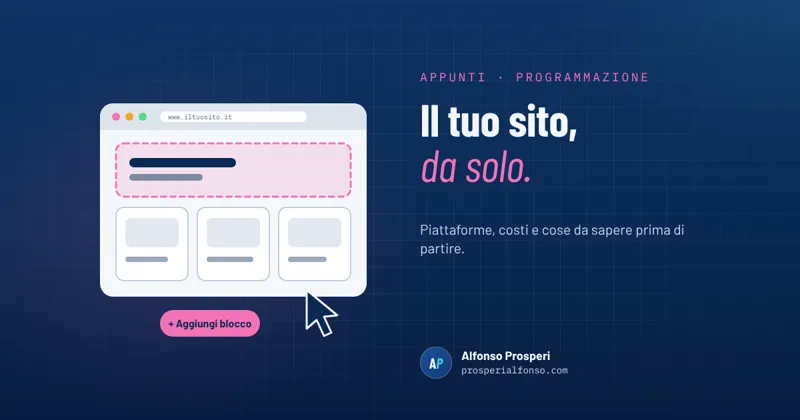 www.iltuosito.it
+ Aggiungi blocco
APPUNTI · PROGRAMMAZIONE
Il tuo sito,
da solo.
Piattaforme, costi e cose da sapere prima di
partire.
AP
Alfonso Prosperi
prosperialfonso.com